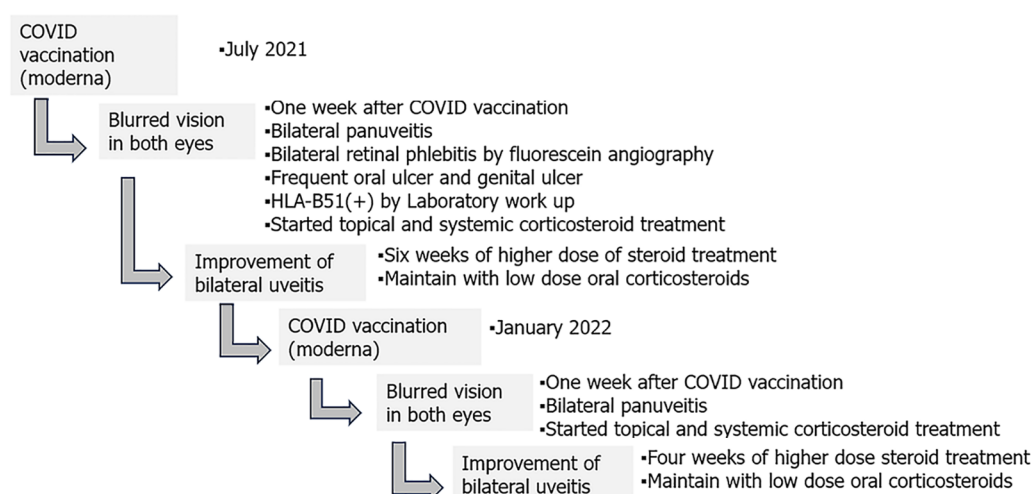 COVID
vaccination
(moderna)
▪July 2021
Blurred vision
in both eyes
▪One week after COVID vaccination
▪Bilateral panuveitis
▪Bilateral retinal phlebitis by fluorescein angiography
▪Frequent oral ulcer and genital ulcer
▪HLA-B51(+) by Laboratory work up
▪Started topical and systemic corticosteroid treatment
Improvement of
bilateral uveitis
▪Six weeks of higher dose of steroid treatment
▪Maintain with low dose oral corticosteroids
COVID vaccination
(moderna)
▪January 2022
Blurred vision
in both eyes
▪One week after COVID vaccination
▪Bilateral panuveitis
▪Started topical and systemic corticosteroid treatment
Improvement of
bilateral uveitis
▪Four weeks of higher dose steroid treatment
▪Maintain with low dose oral corticosteroids